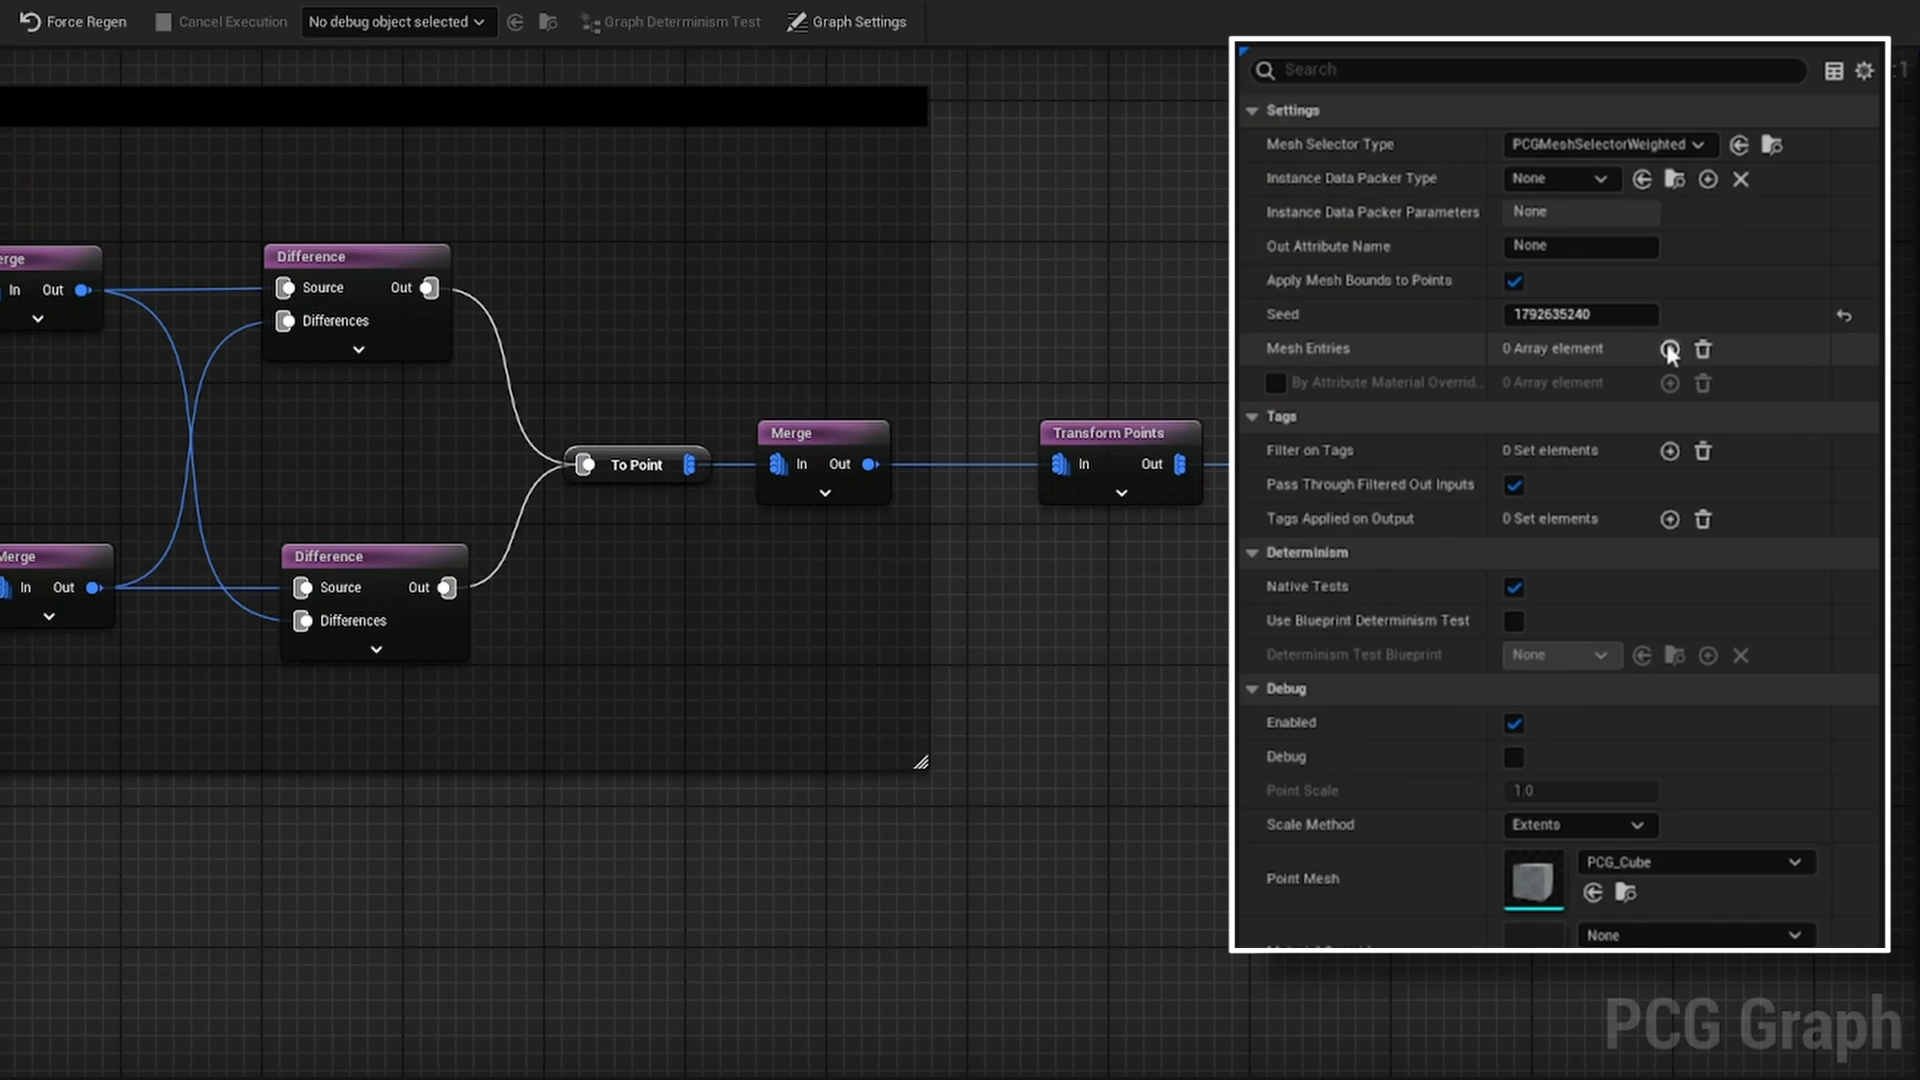 Force Regen
Cancel Execution
No debug object selected
Graph Determinism Test
Graph Settings
Search
:1
Settings
Mesh Selector Type
PCGMeshSelectorWeighted
Instance Data Packer Type
None
Instance Data Packer Parameters
None
Out Attribute Name
None
Apply Mesh Bounds to Points
Seed
1792635240
Mesh Entries
0 Array element
By Attribute Material Overrid...
0 Array element
Tags
Filter on Tags
0 Set elements
Pass Through Filtered Out Inputs
Tags Applied on Output
0 Set elements
Determinism
Native Tests
Use Blueprint Determinism Test
Determinism Test Blueprint
None
Debug
Enabled
Debug
Point Scale
1.0
Scale Method
Extents
Point Mesh
PCG_Cube
None
erge
In Out
Difference
Source Out
Differences
To Point
Merge
In Out
Transform Points
In Out
Merge
In Out
Difference
Source Out
Differences
PCG Graph